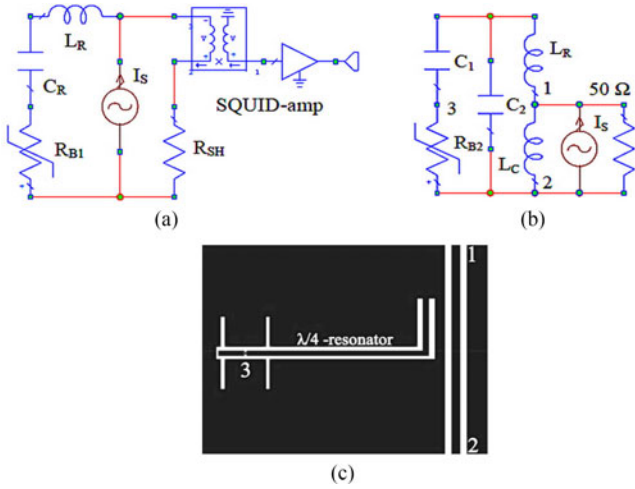 L_R
C_R
I_S
R_B1
R_SH
SQUID-amp
(a)
C_1
L_R
1
50 Ω
3
C_2
I_S
R_B2
L_C
2
(b)
1
λ/4 -resonator
3
2
(c)